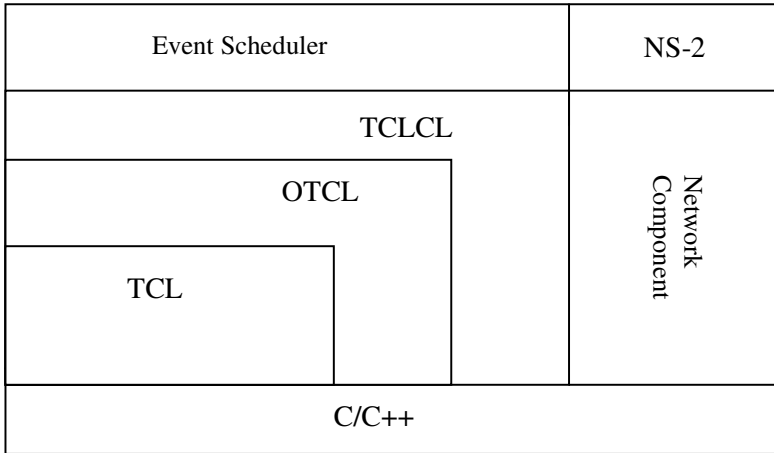 Event Scheduler
NS-2
TCLCL
OTCL
TCL
Network
Component
C/C++